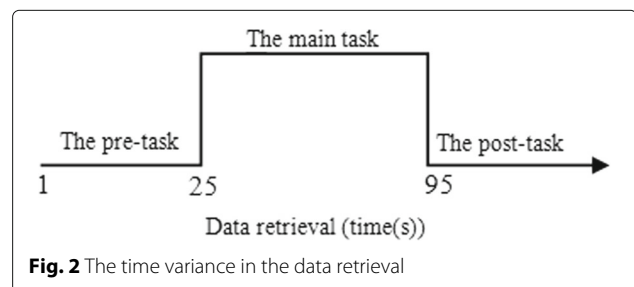 The main task
The pre-task
The post-task
1 25 95
Data retrieval (time(s))
Fig. 2 The time variance in the data retrieval